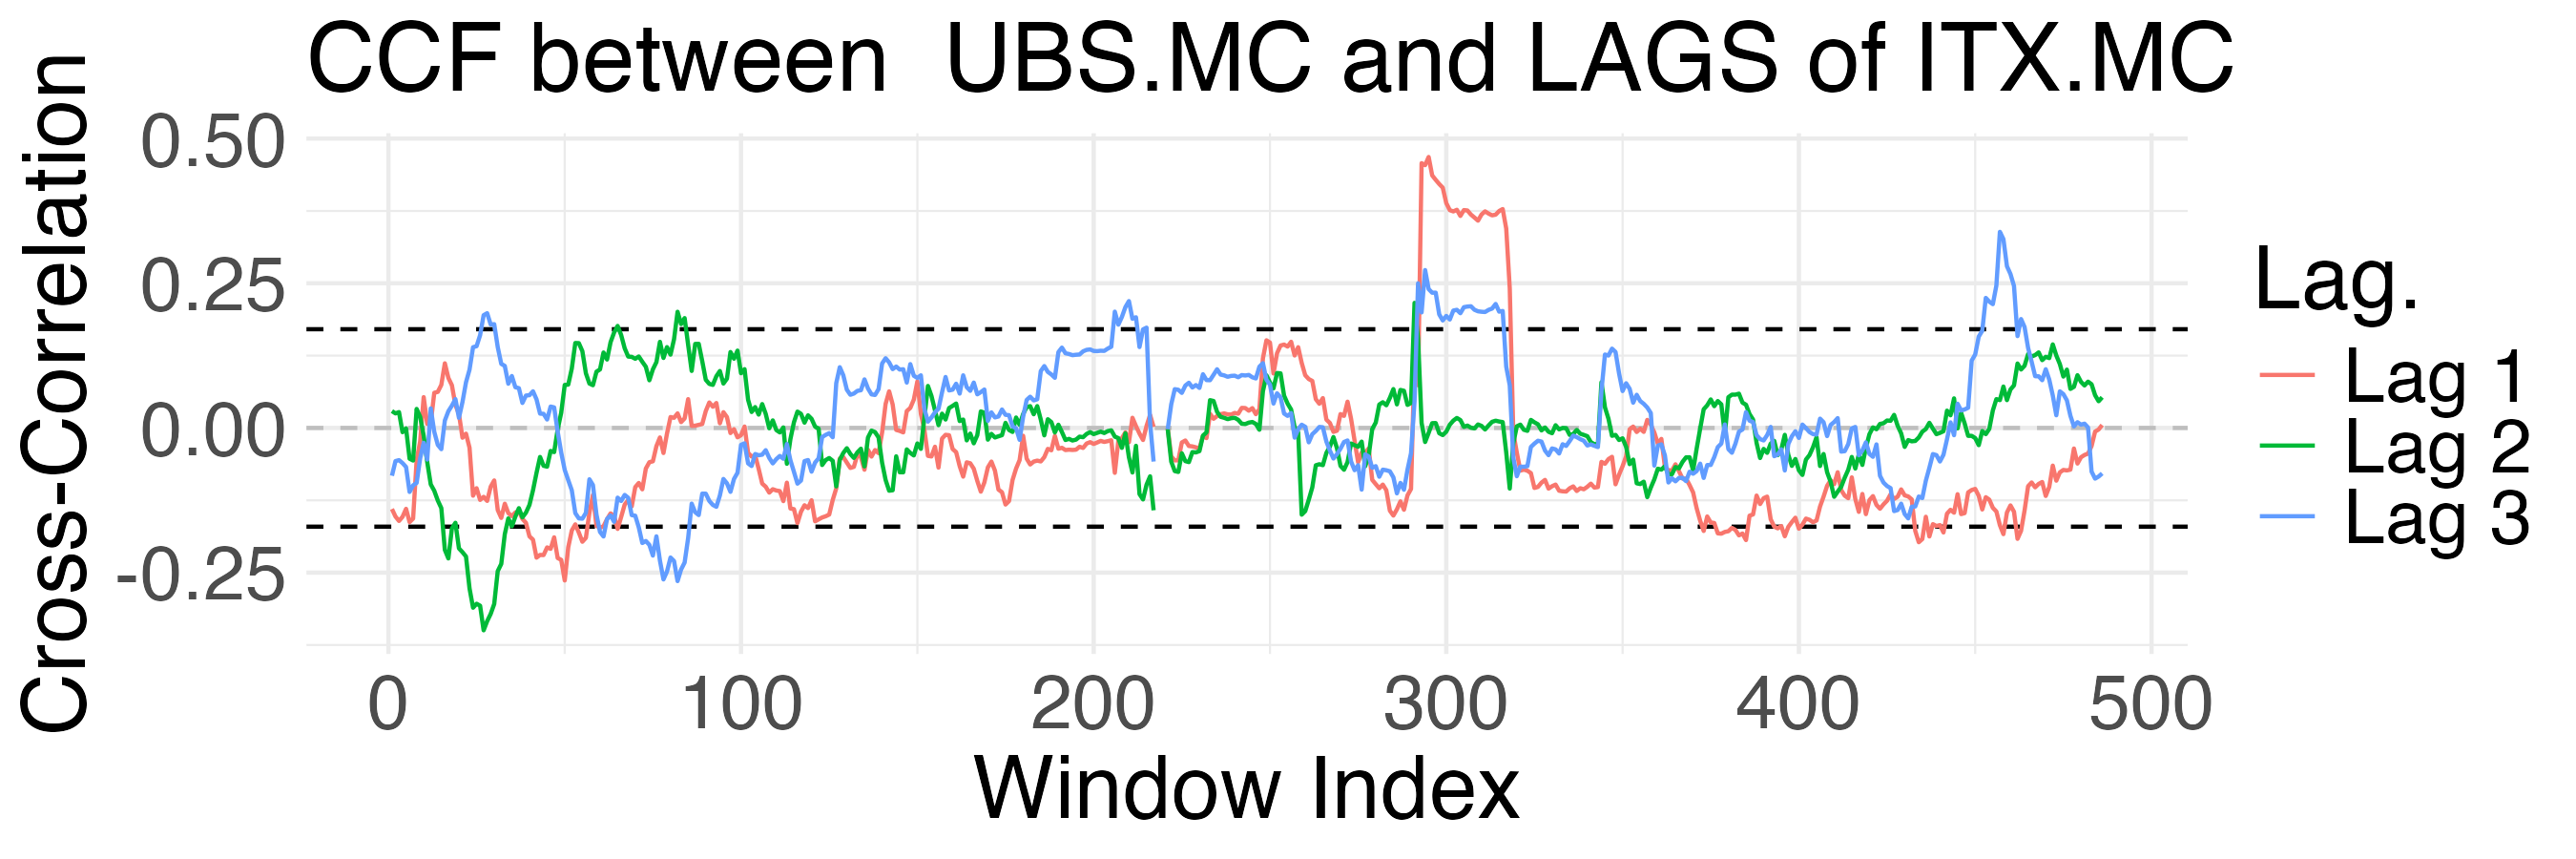 CCF between  UBS.MC and LAGS of ITX.MC
Cross-Correlation
0.50
0.25
0.00
-0.25
0 100 200 300 400 500
Window Index
Lag.
Lag 1
Lag 2
Lag 3